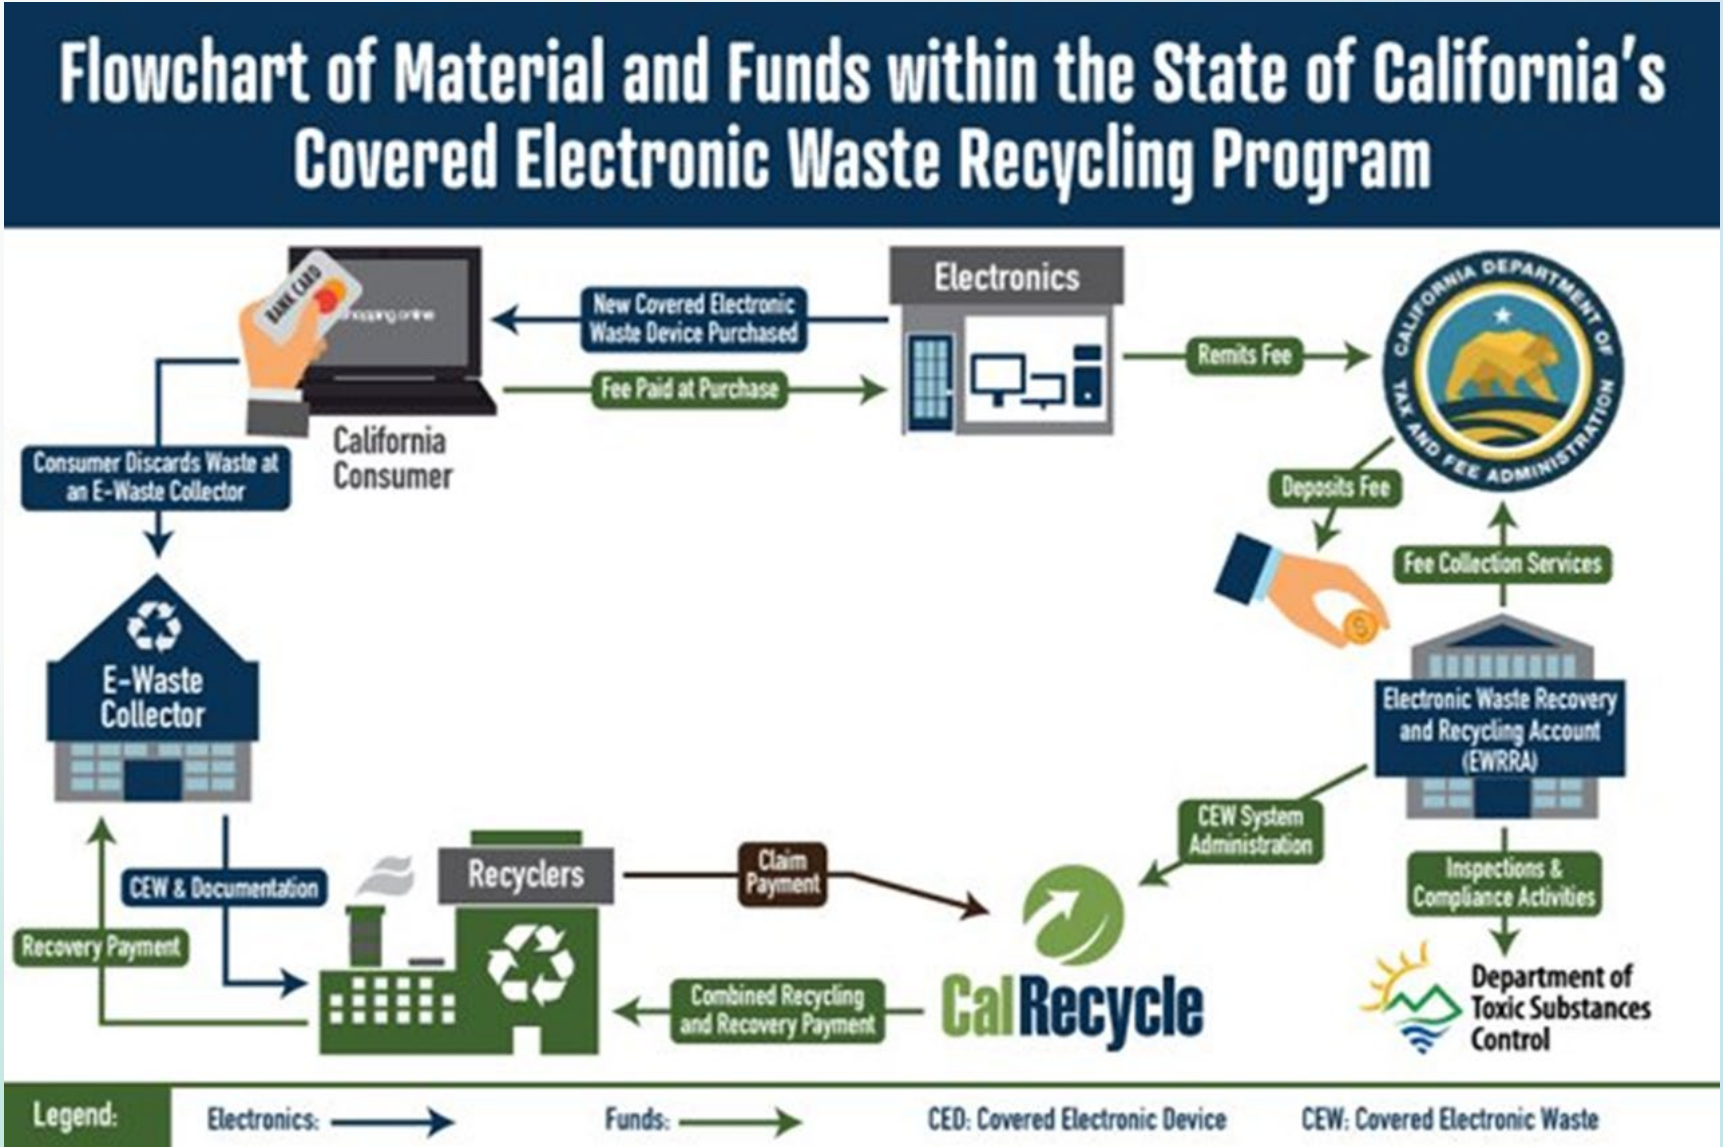 Flowchart of Material and Funds within the State of California's
Covered Electronic Waste Recycling Program
BANK CARD
shopping online
California
Consumer
New Covered Electronic
Waste Device Purchased
Fee Paid at Purchase
Electronics
Remits Fee
CALIFORNIA DEPARTMENT OF
TAX AND FEE ADMINISTRATION
Consumer Discards Waste at
an E-Waste Collector
Deposits Fee
$
Fee Collection Services
E-Waste
Collector
Electronic Waste Recovery
and Recycling Account
(EWRRA)
CEW System
Administration
Inspections &
Compliance Activities
CEW & Documentation
Recovery Payment
Recyclers
Claim
Payment
Combined Recycling
and Recovery Payment
CalRecycle
Department of
Toxic Substances
Control
Legend:
Electronics:
Funds:
CED: Covered Electronic Device
CEW: Covered Electronic Waste